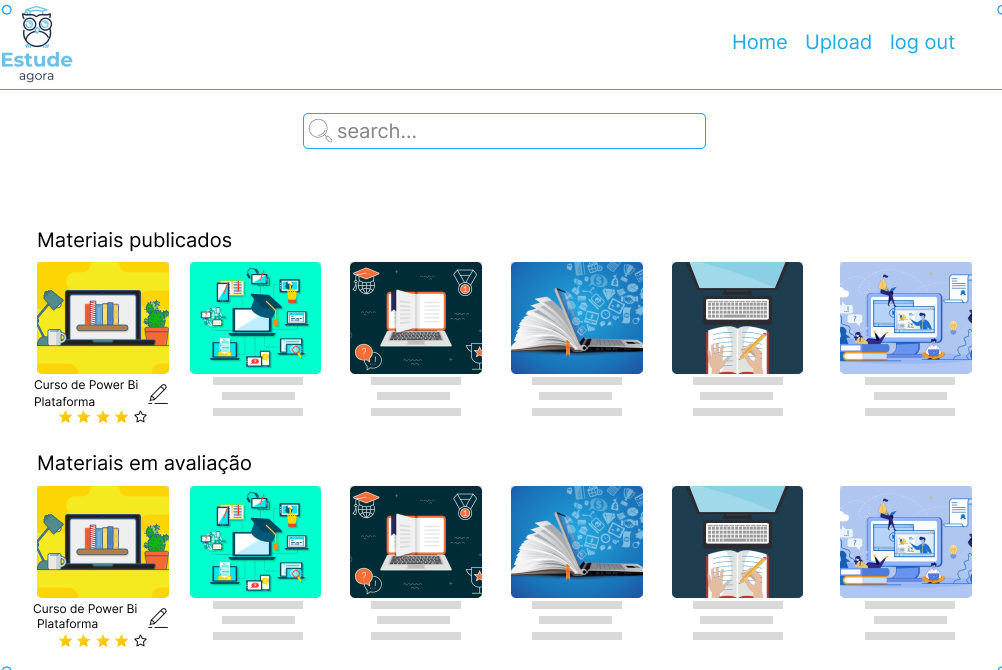 Estude
agora
Home Upload log out
search...
Materiais publicados
Curso de Power Bi
Plataforma
Materiais em avaliação
Curso de Power Bi
Plataforma